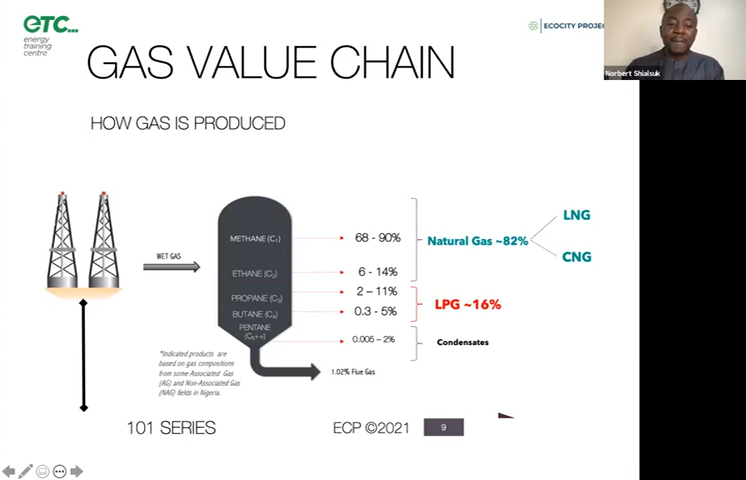 eTC...
energy
training
centre
ECOCITY PROJE
GAS VALUE CHAIN
Norbert Shialsuk
HOW GAS IS PRODUCED
WET GAS
METHANE (C1)
68 - 90%
ETHANE (C2)
6 - 14%
PROPANE (C3)
2 – 11%
BUTANE (C4)
0.3 - 5%
PENTANE
(C5++)
0.005 – 2%
Natural Gas ~82%
LNG
CNG
LPG ~16%
Condensates
1.02% Flue Gas
*Indicated products are
based on gas compositions
from some Associated Gas
(AG) and Non-Associated Gas
(NAG) fields in Nigeria.
101 SERIES
ECP ©2021
9